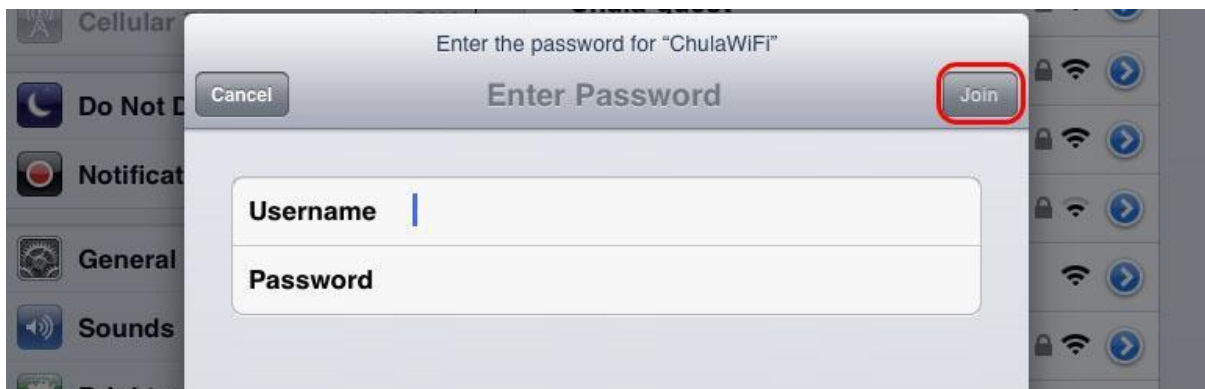 Cellular
Enter the password for “ChulaWiFi”
Cancel
Enter Password
Join
Do Not D
Notificat
Username
General
Password
Sounds